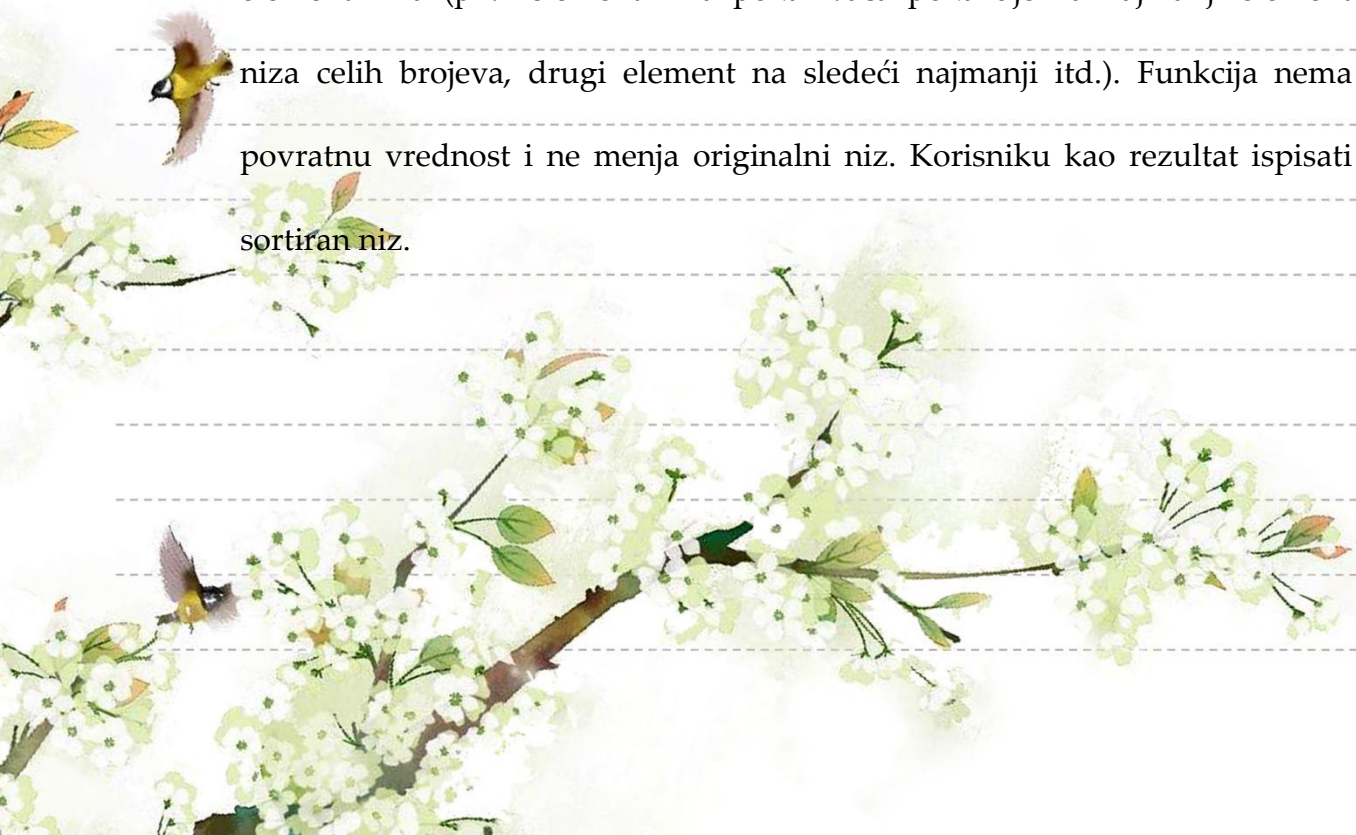 niza celih brojeva, drugi element na sledeći najmanji itd.). Funkcija nema
povratnu vrednost i ne menja originalni niz. Korisniku kao rezultat ispisati
sortiran niz.